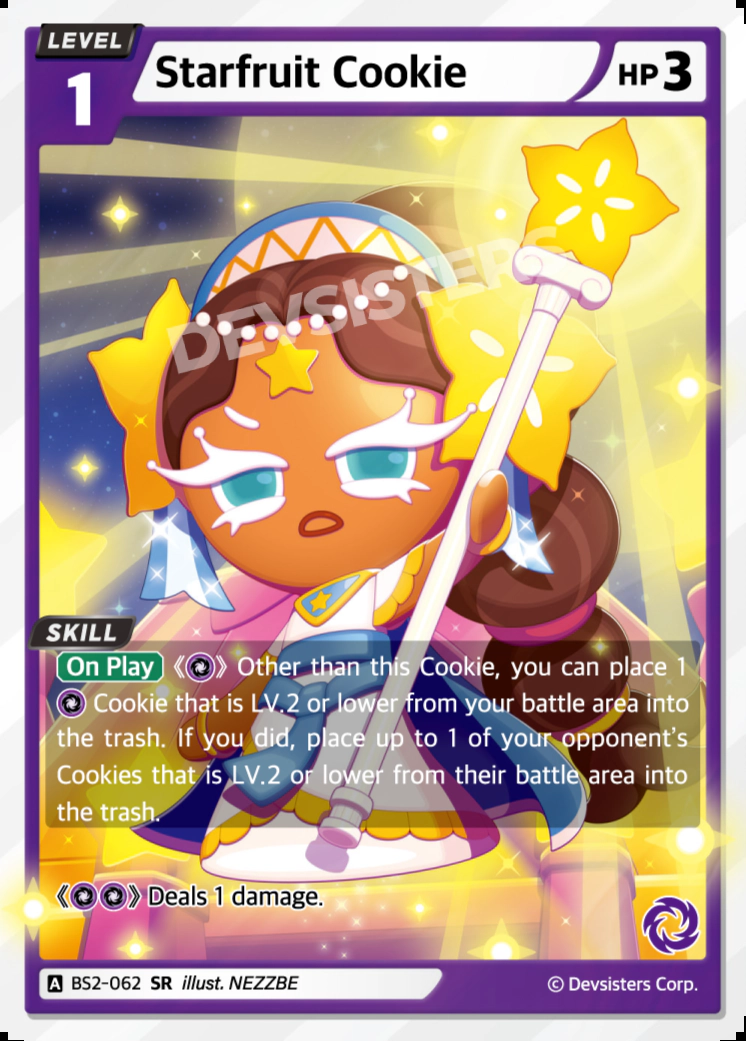 LEVEL
1
Starfruit Cookie
HP 3
DEVSISTERS
SKILL
On Play 《》 Other than this Cookie, you can place 1
Cookie that is LV.2 or lower from your battle area into
the trash. If you did, place up to 1 of your opponent's
Cookies that is LV.2 or lower from their battle area into
the trash.
《》 Deals 1 damage.
A BS2-062 SR illust. NEZZBE
© Devsisters Corp.